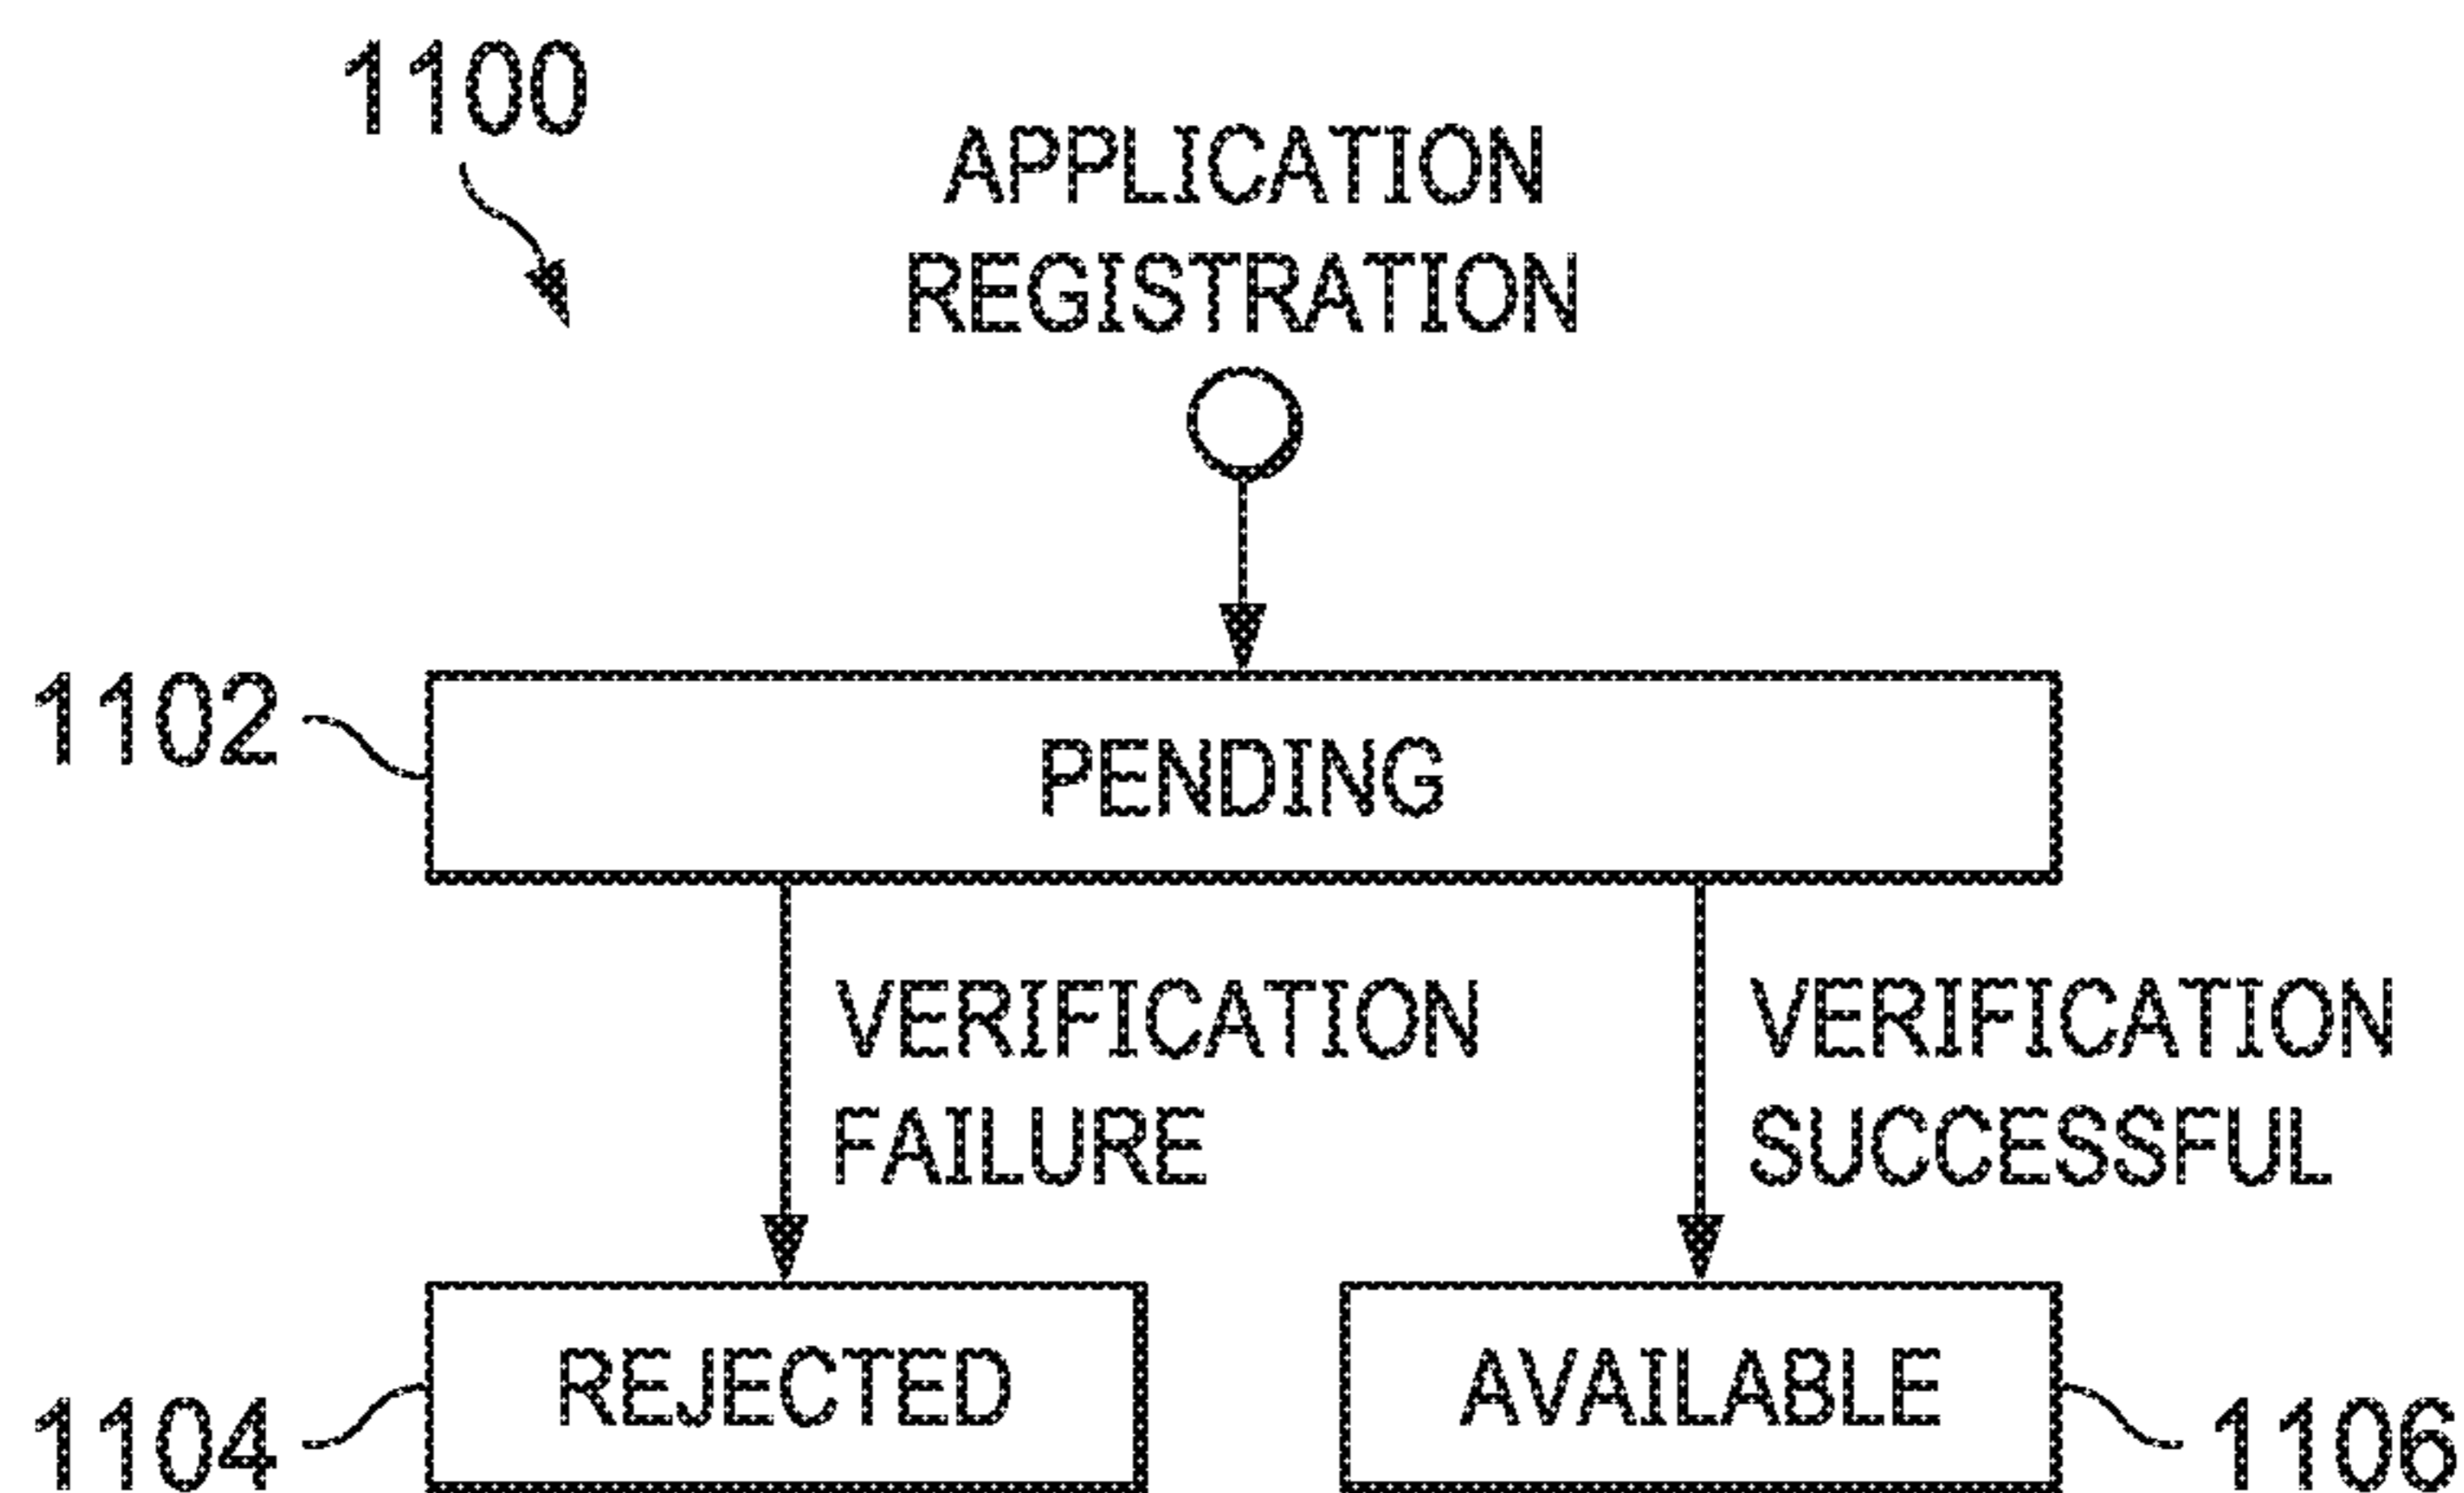 1100
APPLICATION
REGISTRATION
1102
PENDING
VERIFICATION
FAILURE
VERIFICATION
SUCCESSFUL
1104
REJECTED
AVAILABLE
1106